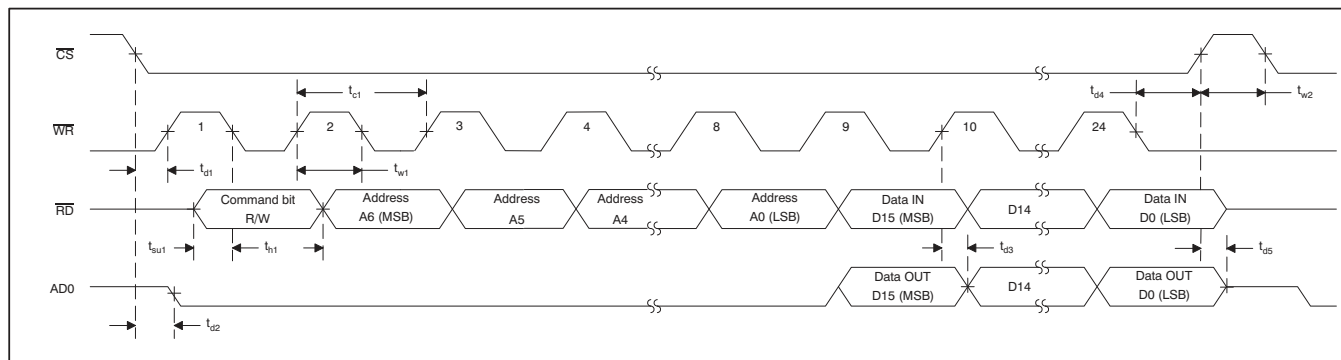 CS
t_d4
t_w2
t_c1
WR
1
2
3
4
8
9
10
24
t_d1
t_w1
RD
Command bit
R/W
Address
A6 (MSB)
Address
A5
Address
A4
Address
A0 (LSB)
Data IN
D15 (MSB)
D14
Data IN
D0 (LSB)
t_su1
t_h1
t_d3
t_d5
AD0
Data OUT
D15 (MSB)
D14
Data OUT
D0 (LSB)
t_d2